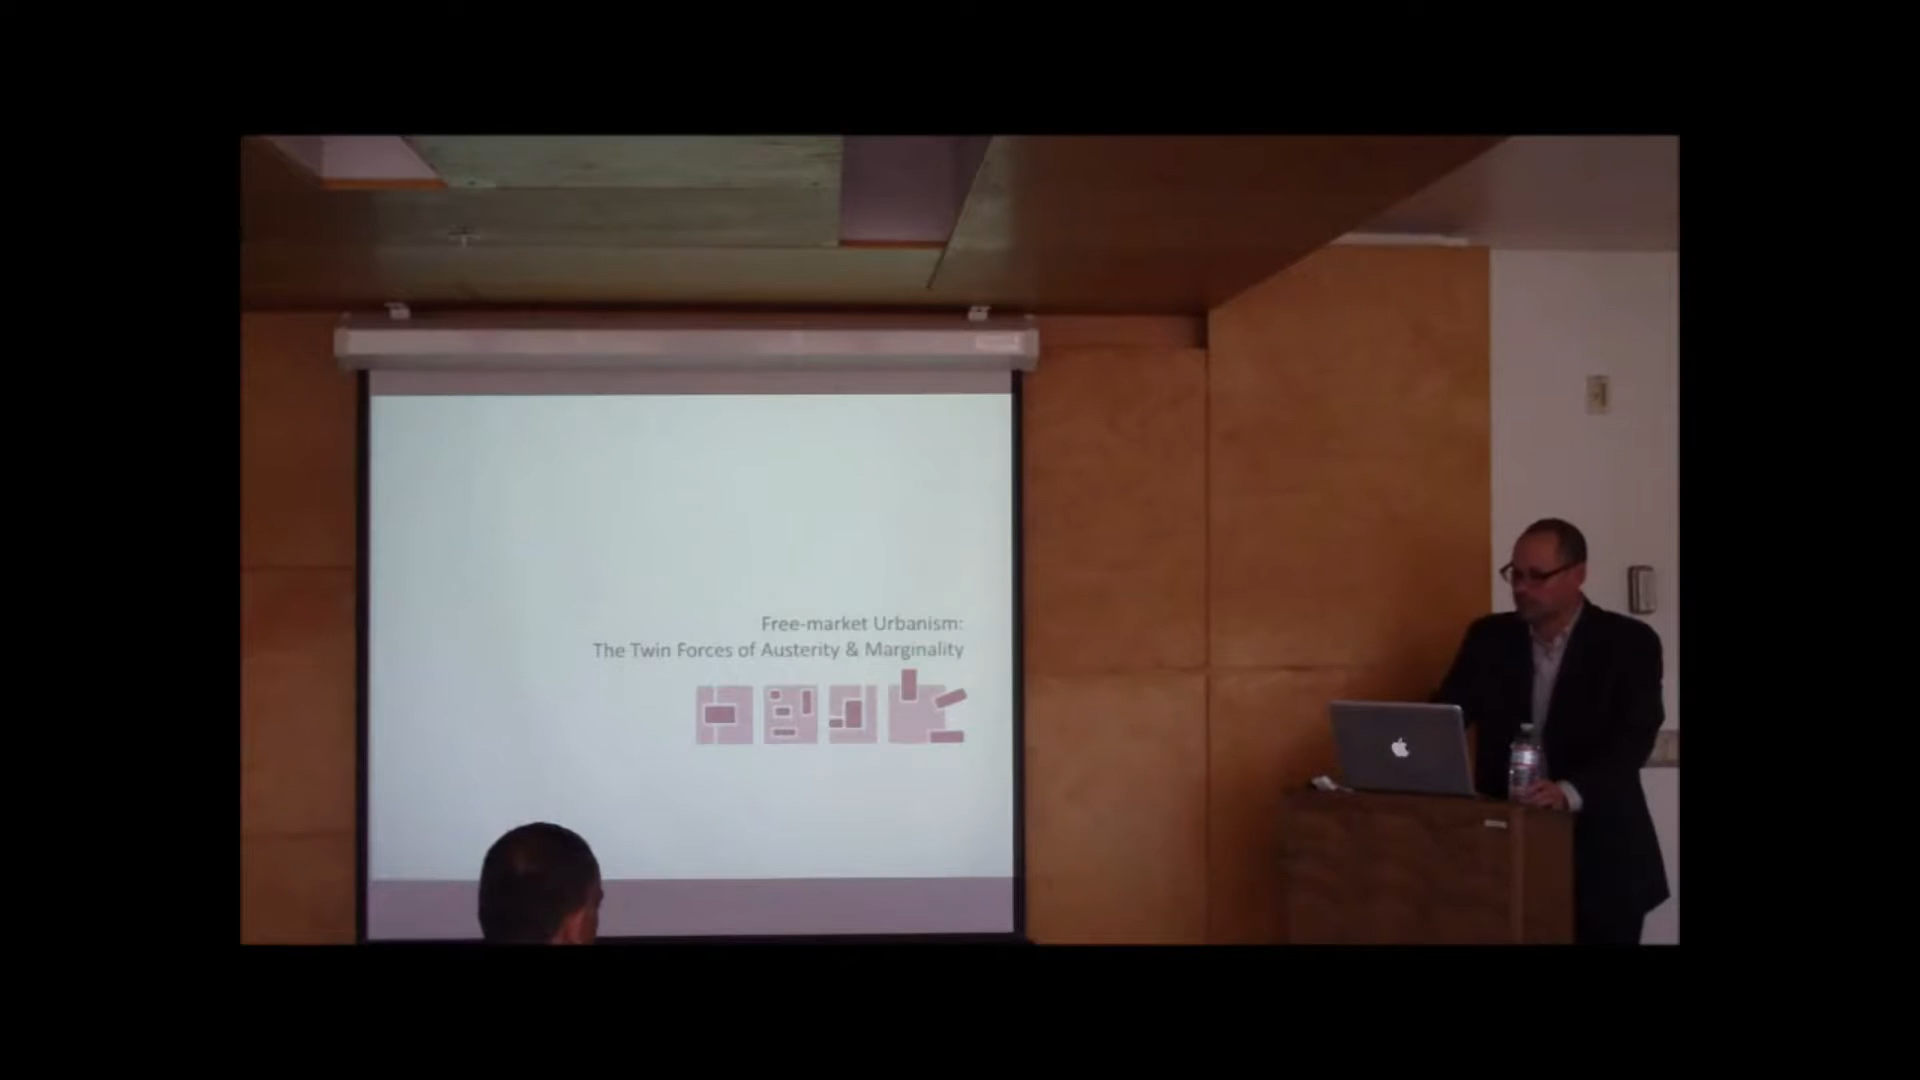 Free-market Urbanism:
The Twin Forces of Austerity & Marginality